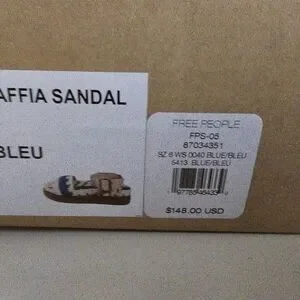 AFFIA SANDAL
BLEU
FREE PEOPLE
FPS-05
87034351
SZ 6 WS 0040 BLUE/BLEU
5413 BLUE/BLEU
$148.00 USD